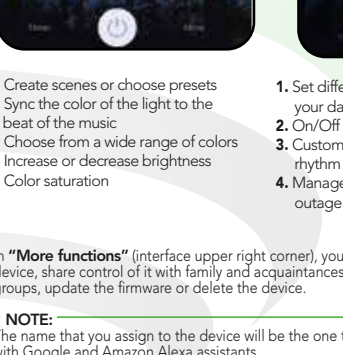 Create scenes or choose presets
Sync the color of the light to the
beat of the music
Choose from a wide range of colors
Increase or decrease brightness
Color saturation
1. Set diffe
your da
2. On/Off
3. Custom
rhythm
4. Manage
outage
"More functions" (interface upper right corner), you
evice, share control of it with family and acquaintances
groups, update the firmware or delete the device.
NOTE:
he name that you assign to the device will be the one
with Google and Amazon Alexa assistants.